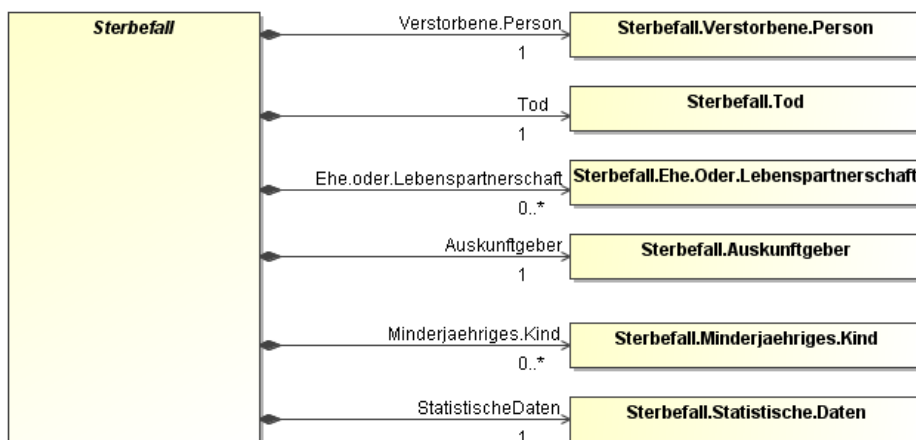 Sterbefall
Verstorbene.Person
1
Sterbefall.Verstorbene.Person
Tod
1
Sterbefall.Tod
Ehe.oder.Lebenspartnerschaft
0..*
Sterbefall.Ehe.Oder.Lebenspartnerschaft
Auskunftgeber
1
Sterbefall.Auskunftgeber
Minderjaehriges.Kind
0..*
Sterbefall.Minderjaehriges.Kind
StatistischeDaten
1
Sterbefall.Statistische.Daten